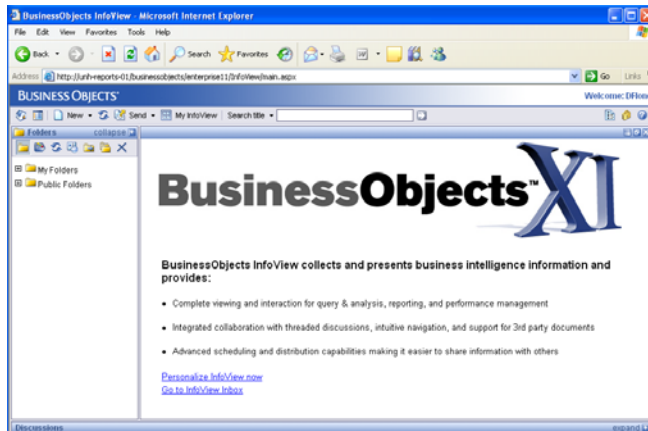 BusinessObjects InfoView - Microsoft Internet Explorer
File Edit View Favorites Tools Help
Back Search Favorites
Address http://unh-reports-01/businessobjects/enterprise11/InfoView/main.aspx Go Links
BUSINESS OBJECTS Welcome:
New Send My InfoView Search title
Folders collapse
My Folders
Public Folders
BusinessObjects™ XI
BusinessObjects InfoView collects and presents business intelligence information and
provides:
• Complete viewing and interaction for query & analysis, reporting, and performance management
• Integrated collaboration with threaded discussions, intuitive navigation, and support for 3rd party documents
• Advanced scheduling and distribution capabilities making it easier to share information with others
Personalize InfoView now
Go to InfoView Inbox
Discussions expand